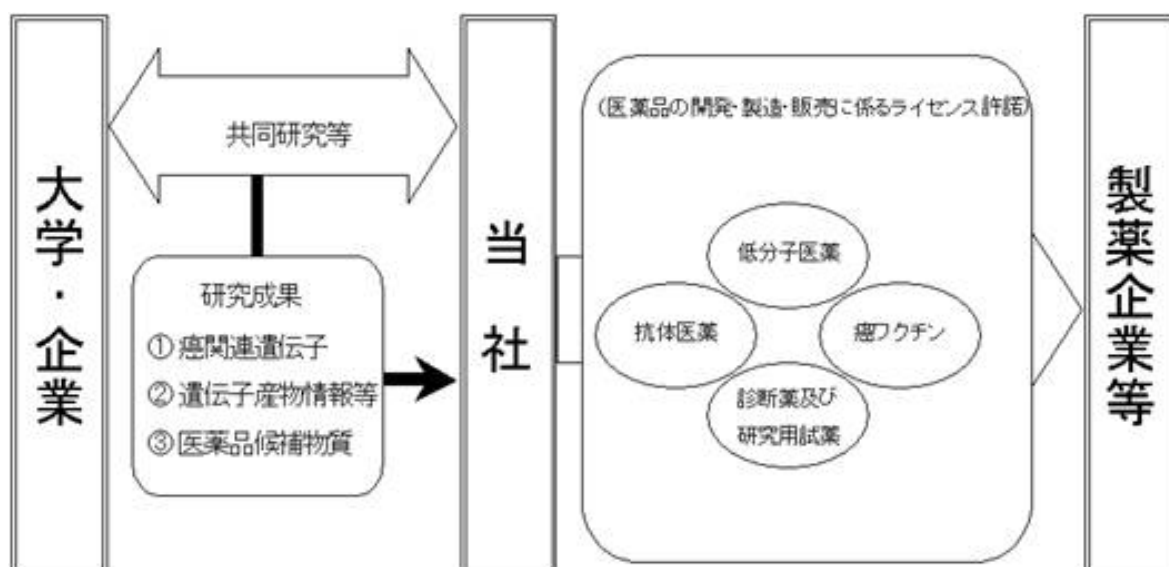 大学・企業
共同研究等
研究成果
① 癌関連遺伝子
② 遺伝子産物情報等
③ 医薬品候補物質
当社
(医薬品の開発・製造・販売に係るライセンス許諾)
低分子医薬
抗体医薬
癌ワクチン
診断薬及び
研究用試薬
製薬企業等